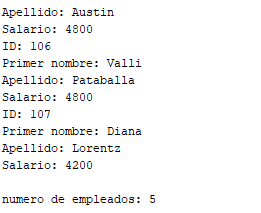 Apellido: Austin
Salario: 4800
ID: 106
Primer nombre: Valli
Apellido: Pataballa
Salario: 4800
ID: 107
Primer nombre: Diana
Apellido: Lorentz
Salario: 4200
numero de empleados: 5